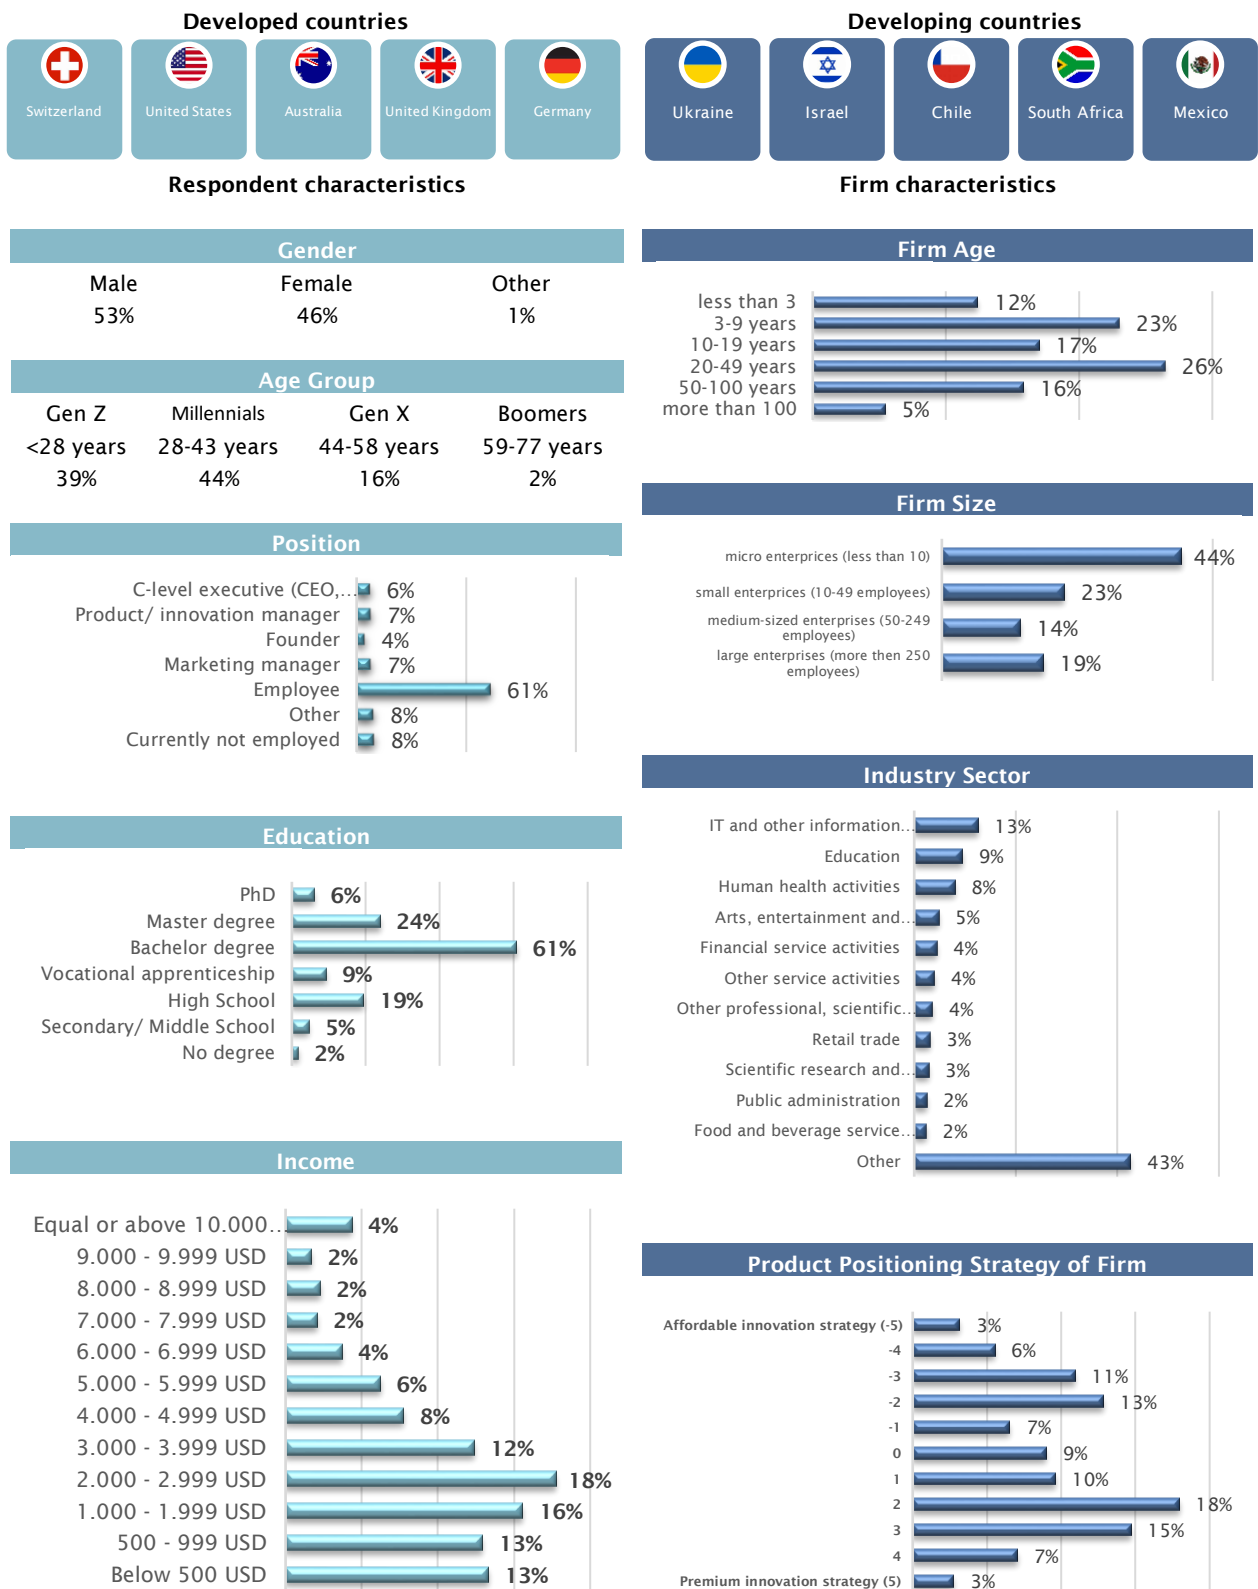 Developed countries
Switzerland
United States
Australia
United Kingdom
Germany
Respondent characteristics
Gender
Male Female Other
53% 46% 1%
Age Group
Gen Z Millennials Gen X Boomers
<28 years 28-43 years 44-58 years 59-77 years
39% 44% 16% 2%
Position
C-level executive (CEO,... 6%
Product/ innovation manager 7%
Founder 4%
Marketing manager 7%
Employee 61%
Other 8%
Currently not employed 8%
Education
PhD 6%
Master degree 24%
Bachelor degree 61%
Vocational apprenticeship 9%
High School 19%
Secondary/ Middle School 5%
No degree 2%
Income
Equal or above 10.000... 4%
9.000 - 9.999 USD 2%
8.000 - 8.999 USD 2%
7.000 - 7.999 USD 2%
6.000 - 6.999 USD 4%
5.000 - 5.999 USD 6%
4.000 - 4.999 USD 8%
3.000 - 3.999 USD 12%
2.000 - 2.999 USD 18%
1.000 - 1.999 USD 16%
500 - 999 USD 13%
Below 500 USD 13%
Developing countries
Ukraine
Israel
Chile
South Africa
Mexico
Firm characteristics
Firm Age
less than 3 12%
3-9 years 23%
10-19 years 17%
20-49 years 26%
50-100 years 16%
more than 100 5%
Firm Size
micro enterprices (less than 10) 44%
small enterprices (10-49 employees) 23%
medium-sized enterprises (50-249
employees) 14%
large enterprises (more then 250
employees) 19%
Industry Sector
IT and other information... 13%
Education 9%
Human health activities 8%
Arts, entertainment and... 5%
Financial service activities 4%
Other service activities 4%
Other professional, scientific... 4%
Retail trade 3%
Scientific research and... 3%
Public administration 2%
Food and beverage service... 2%
Other 43%
Product Positioning Strategy of Firm
Affordable innovation strategy (-5) 3%
-4 6%
-3 11%
-2 13%
-1 7%
0 9%
1 10%
2 18%
3 15%
4 7%
Premium innovation strategy (5) 3%